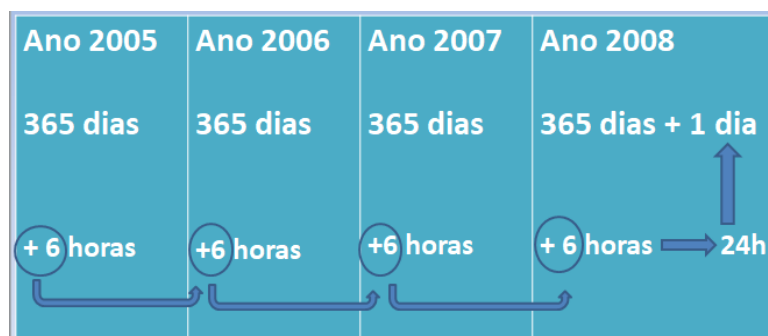 Ano 2005
365 dias
+ 6 horas
Ano 2006
365 dias
+6 horas
Ano 2007
365 dias
+6 horas
Ano 2008
365 dias + 1 dia
+ 6 horas 24h